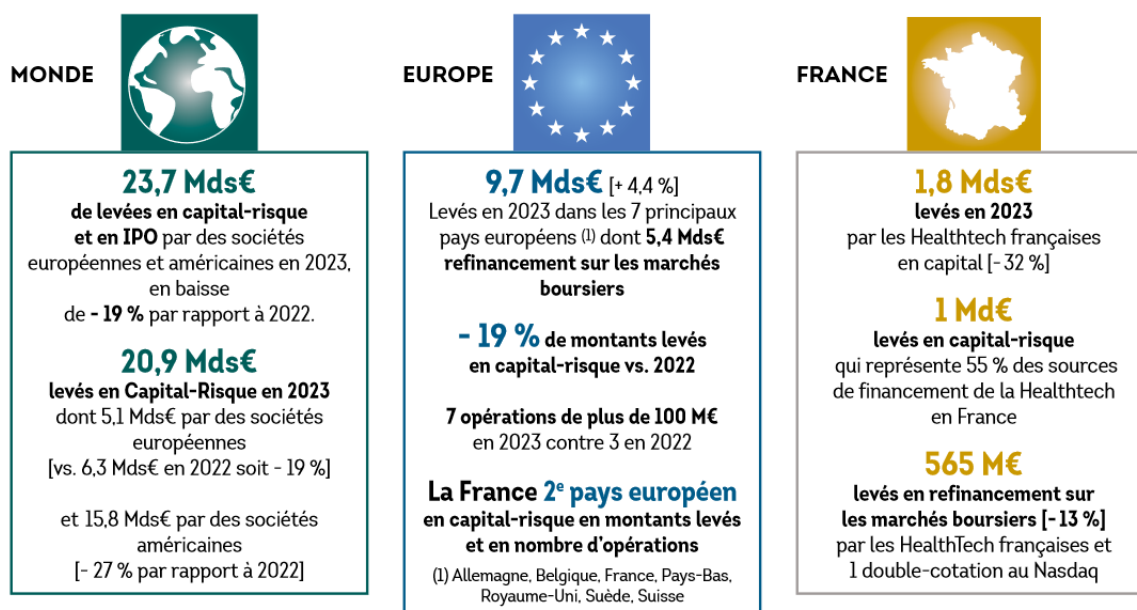 MONDE
23,7 Mds€
de levées en capital-risque
et en IPO par des sociétés
européennes et américaines en 2023,
en baisse
de - 19 % par rapport à 2022.
20,9 Mds€
levés en Capital-Risque en 2023
dont 5,1 Mds€ par des sociétés
européennes
[vs. 6,3 Mds€ en 2022 soit - 19 %]
et 15,8 Mds€ par des sociétés
américaines
[- 27 % par rapport à 2022]
EUROPE
9,7 Mds€ [+ 4,4 %]
Levés en 2023 dans les 7 principaux
pays européens (1) dont 5,4 Mds€
refinancement sur les marchés
boursiers
- 19 % de montants levés
en capital-risque vs. 2022
7 opérations de plus de 100 M€
en 2023 contre 3 en 2022
La France 2e pays européen
en capital-risque en montants levés
et en nombre d'opérations
(1) Allemagne, Belgique, France, Pays-Bas,
Royaume-Uni, Suède, Suisse
FRANCE
1,8 Mds€
levés en 2023
par les Healthtech françaises
en capital [- 32 %]
1 Md€
levés en capital-risque
qui représente 55 % des sources
de financement de la Healthtech
en France
565 M€
levés en refinancement sur
les marchés boursiers [- 13 %]
par les HealthTech françaises et
1 double-cotation au Nasdaq